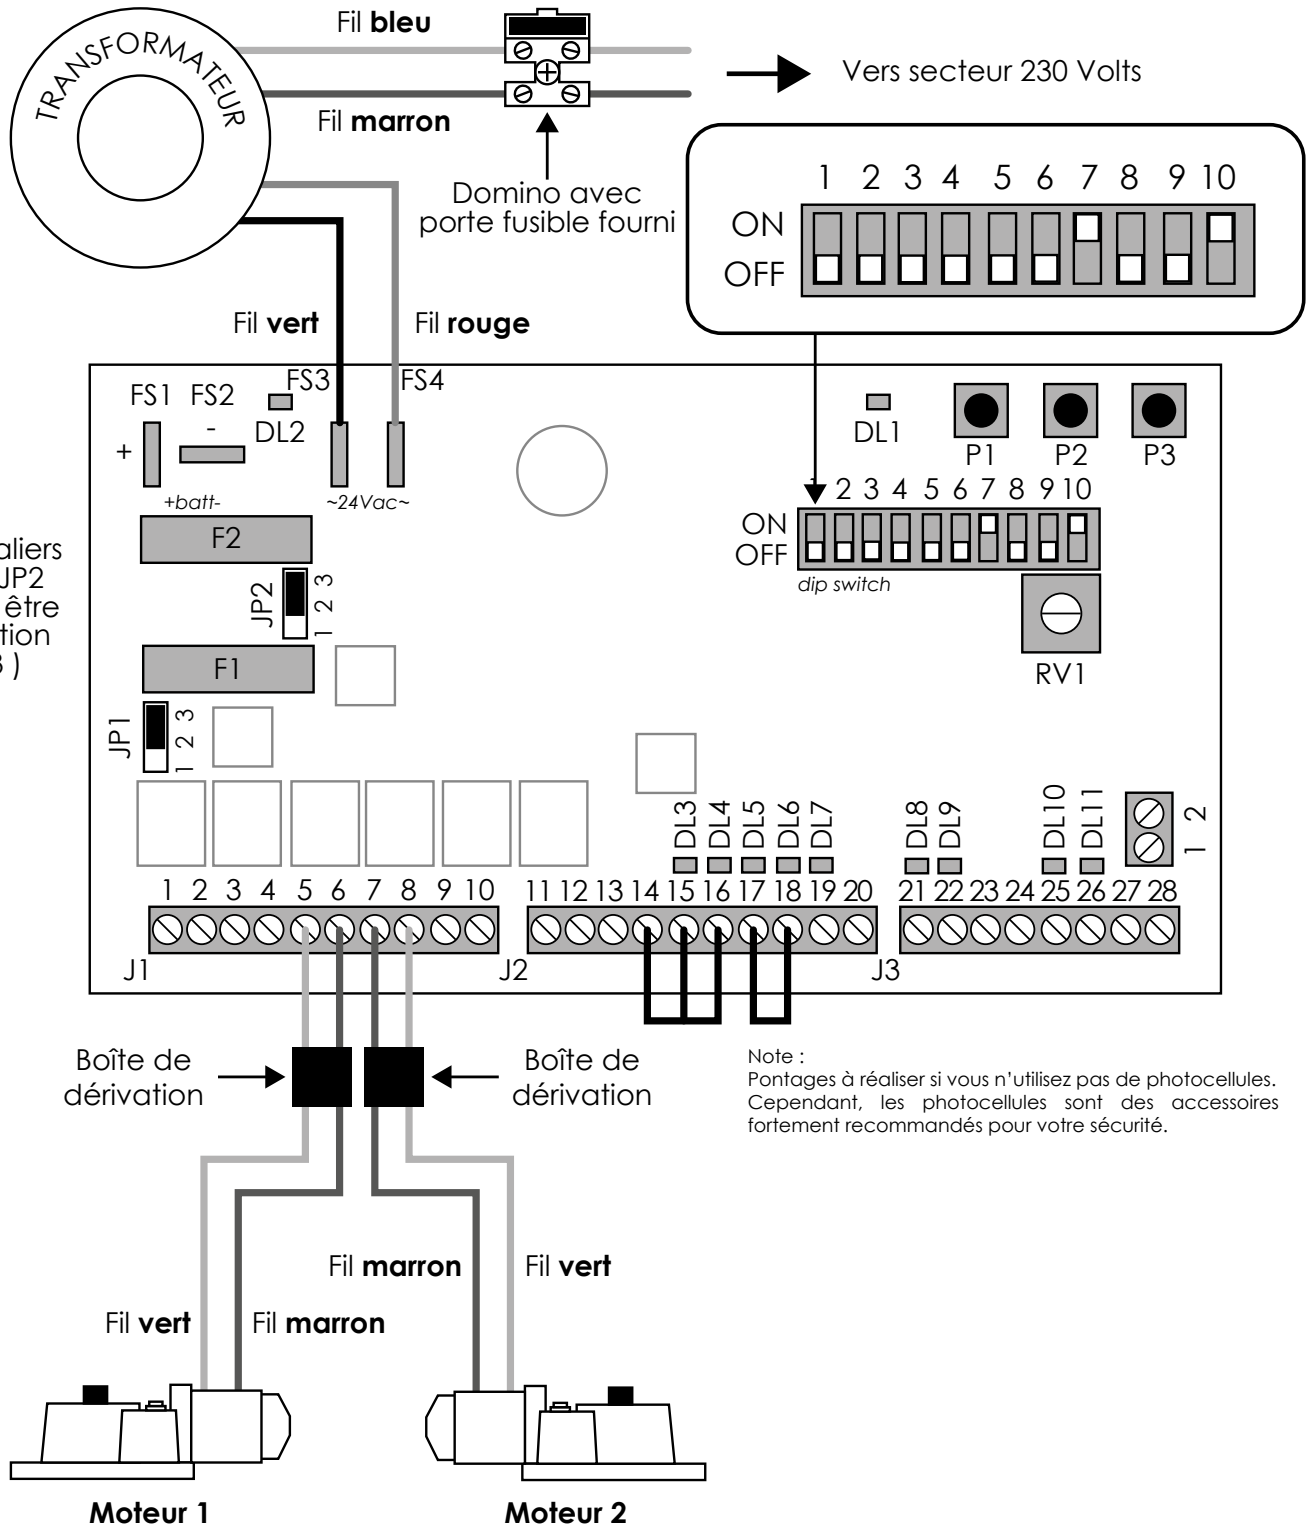 Fil bleu
TRANSFORMATEUR
Vers secteur 230 Volts
Fil marron
Domino avec
porte fusible fourni
1 2 3 4 5 6 7 8 9 10
ON
OFF
Fil vert
Fil rouge
FS1 FS2 FS3 FS4
DL2
+ -
+batt-
~24Vac~
DL1
P1 P2 P3
2 3 4 5 6 7 8 9 10
ON
OFF
dip switch
RV1
F2
JP2
1 2 3
aliers
JP2
être
tion
3 )
F1
JP1
1 2 3
DL3 DL4 DL5 DL6 DL7
DL8 DL9
DL10 DL11
1 2
1 2 3 4 5 6 7 8 9 10
11 12 13 14 15 16 17 18 19 20
21 22 23 24 25 26 27 28
J1
J2
J3
Boîte de
dérivation
Boîte de
dérivation
Note :
Pontages à réaliser si vous n’utilisez pas de photocellules.
Cependant, les photocellules sont des accessoires
fortement recommandés pour votre sécurité.
Fil marron
Fil vert
Fil vert
Fil marron
Moteur 1
Moteur 2